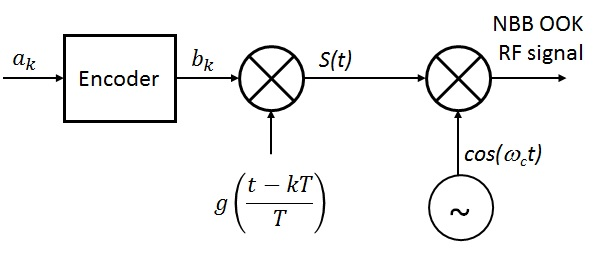 NBB OOK
RF signal
a_k
Encoder
b_k
S(t)
cos(ω_c t)
g((t − kT)/T)
~